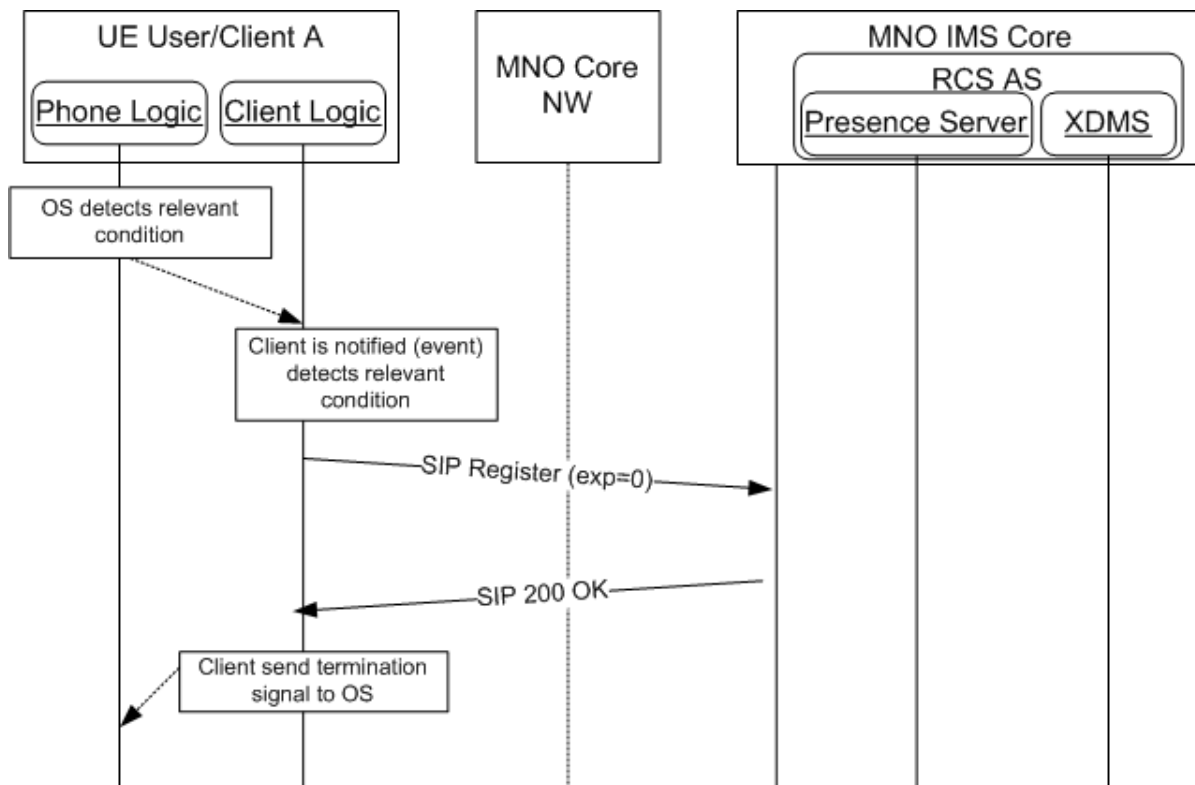 UE User/Client A
Phone Logic
Client Logic
MNO Core
NW
MNO IMS Core
RCS AS
Presence Server
XDMS
OS detects relevant
condition
Client is notified (event)
detects relevant
condition
SIP Register (exp=0)
SIP 200 OK
Client send termination
signal to OS